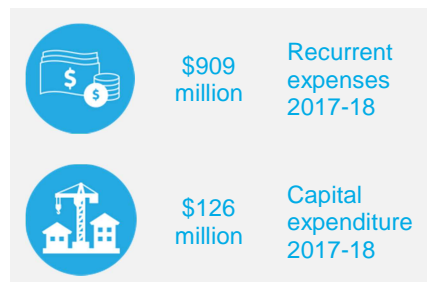 $
$
$909
million
Recurrent
expenses
2017-18
$126
million
Capital
expenditure
2017-18